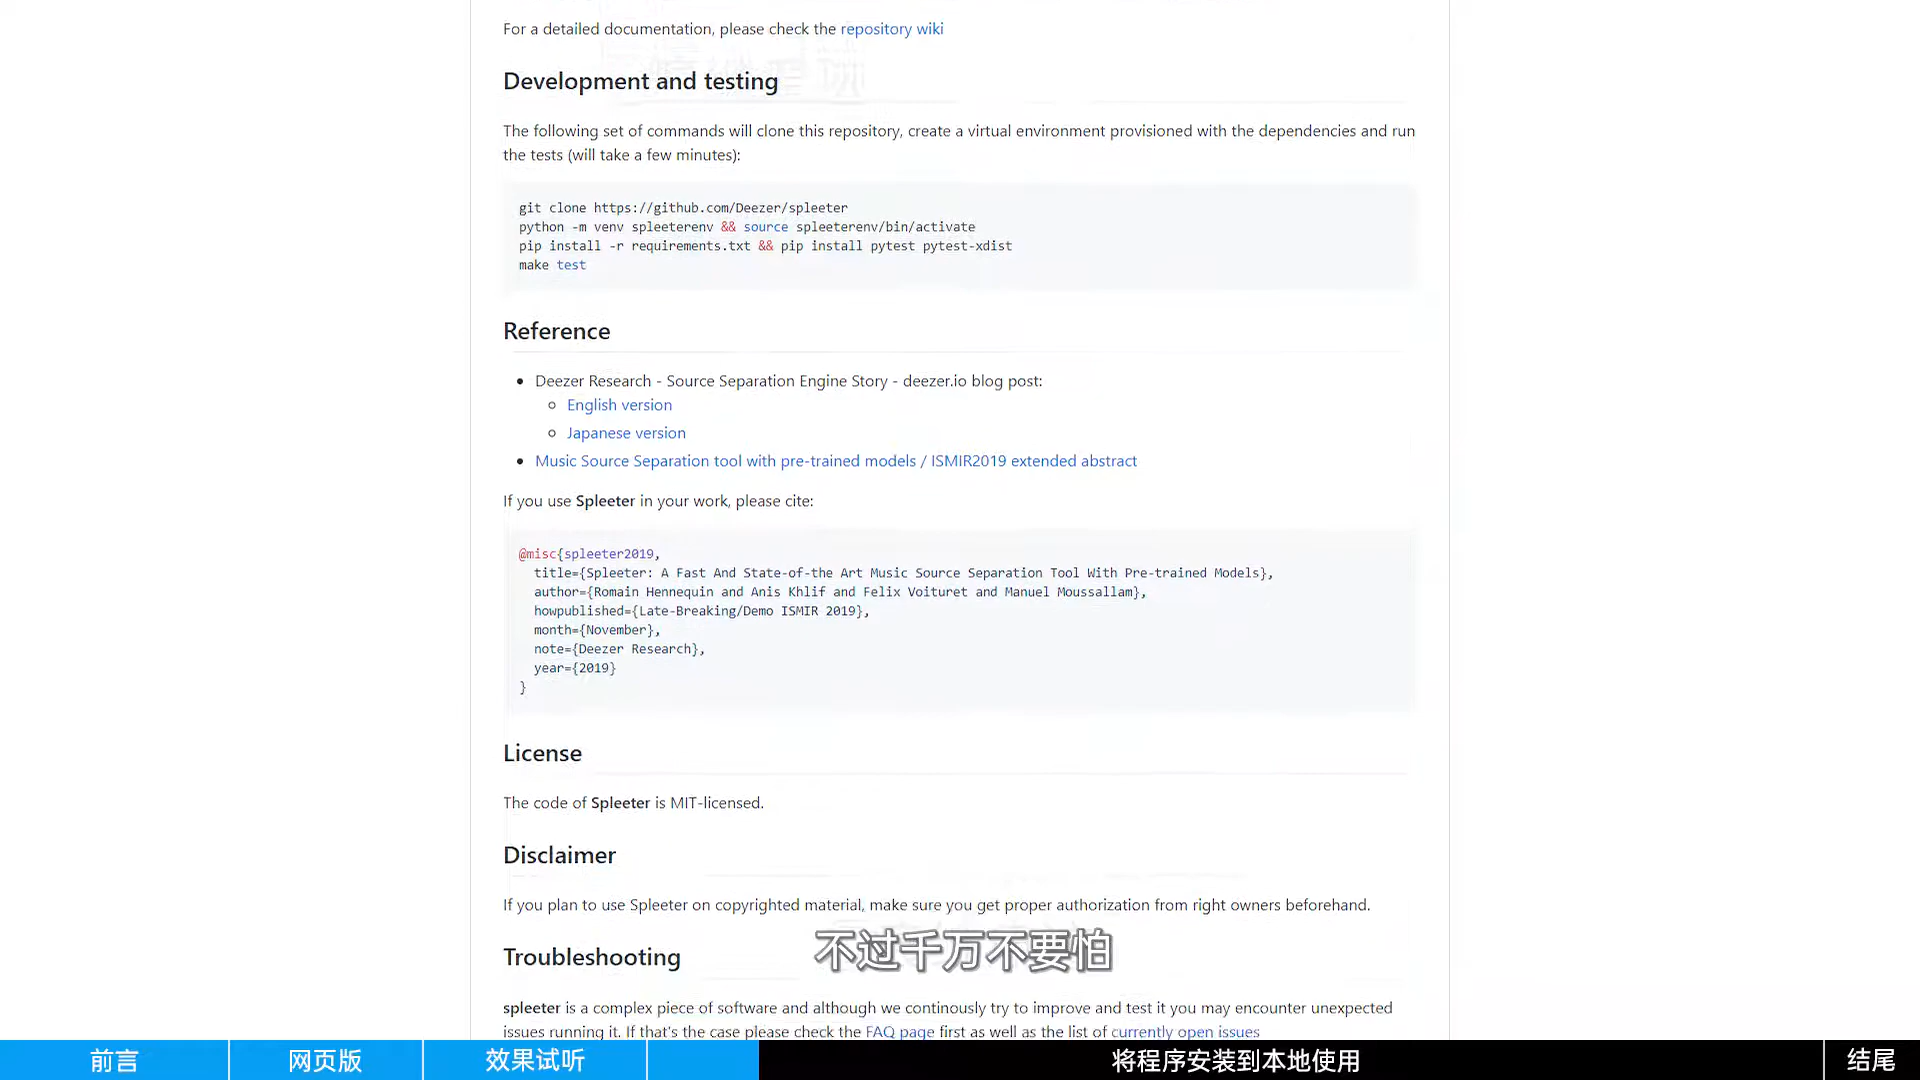 For a detailed documentation, please check the repository wiki
Development and testing
The following set of commands will clone this repository, create a virtual environment provisioned with the dependencies and run
the tests (will take a few minutes):
git clone https://github.com/Deezer/spleeter
python -m venv spleeterenv && source spleeterenv/bin/activate
pip install -r requirements.txt && pip install pytest pytest-xdist
make test
Reference
Deezer Research - Source Separation Engine Story - deezer.io blog post:
English version
Japanese version
Music Source Separation tool with pre-trained models / ISMIR2019 extended abstract
If you use Spleeter in your work, please cite:
@misc{spleeter2019,
title={Spleeter: A Fast And State-of-the Art Music Source Separation Tool With Pre-trained Models},
author={Romain Hennequin and Anis Khlif and Felix Voituret and Manuel Moussallam},
howpublished={Late-Breaking/Demo ISMIR 2019},
month={November},
note={Deezer Research},
year={2019}
}
License
The code of Spleeter is MIT-licensed.
Disclaimer
If you plan to use Spleeter on copyrighted material, make sure you get proper authorization from right owners beforehand.
不过千万不要怕
Troubleshooting
spleeter is a complex piece of software and although we continously try to improve and test it you may encounter unexpected
issues running it. If that's the case please check the FAQ page first as well as the list of currently open issues
前言 网页版 效果试听 将程序安装到本地使用 结尾